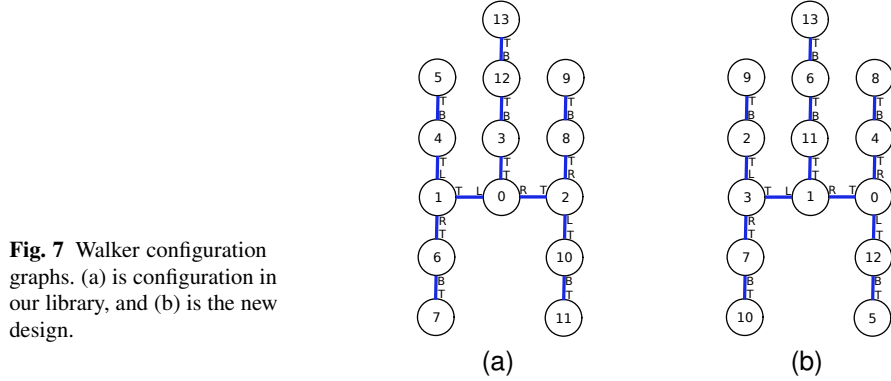 13
T
B
5 12 9
T T T
B B B
4 3 8
T T T
L T R
1 T L 0 R T 2
R L
T T
6 10
B B
T T
7 11
(a)
13
T
B
9 6 8
T T T
B B B
2 11 4
T T T
L T R
3 T L 1 R T 0
R L
T T
7 12
B B
T T
10 5
(b)
Fig. 7 Walker configuration
graphs. (a) is configuration in
our library, and (b) is the new
design.